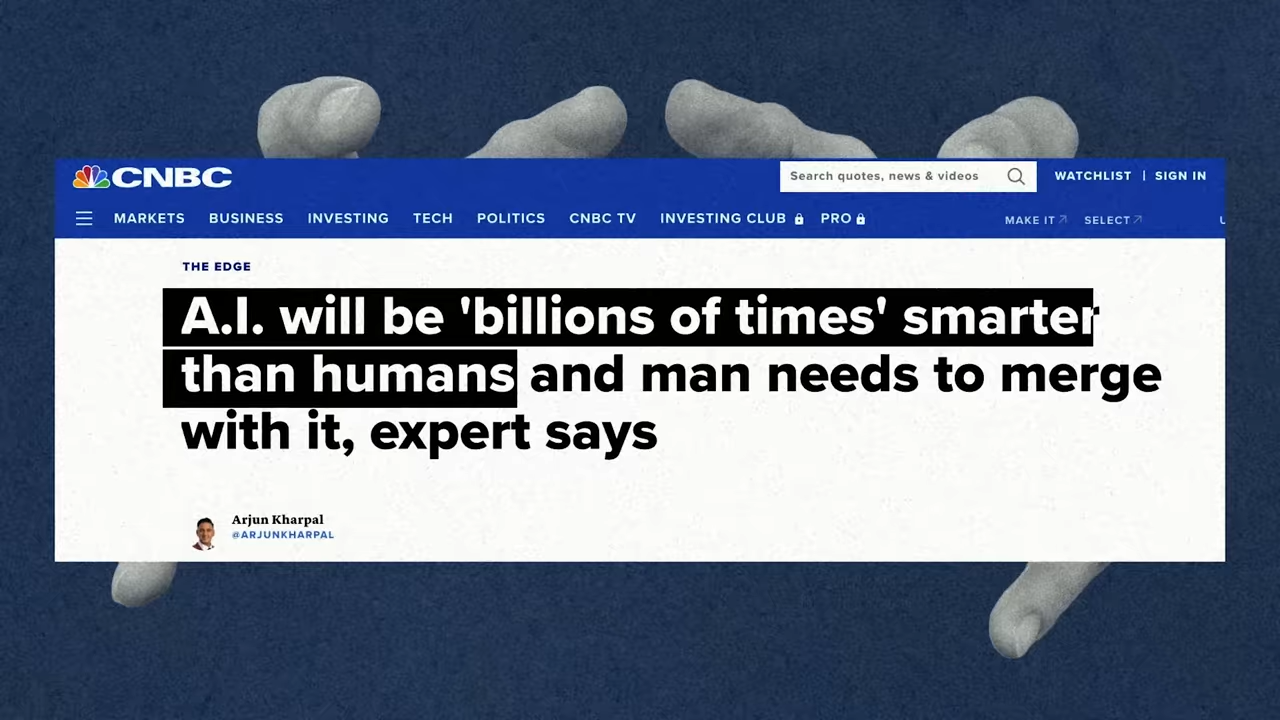 CNBC
Search quotes, news & videos
WATCHLIST | SIGN IN
MARKETS BUSINESS INVESTING TECH POLITICS CNBC TV INVESTING CLUB PRO MAKE IT SELECT
THE EDGE
A.I. will be 'billions of times' smarter
than humans and man needs to merge
with it, expert says
Arjun Kharpal
@ARJUNKHARPAL